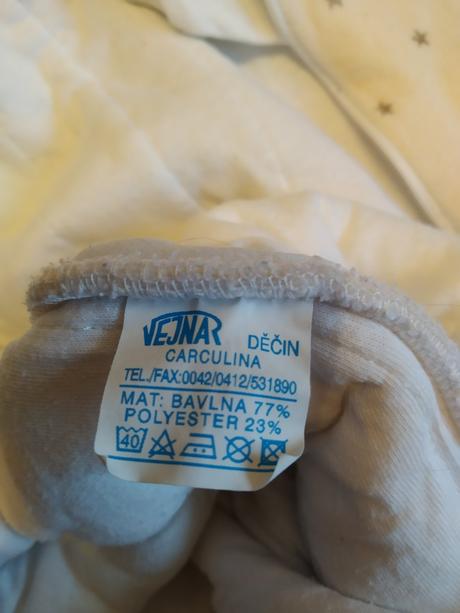 VEJNAR DĚČIN
CARCULINA
TEL./FAX:0042/0412/531890
MAT: BAVLNA 77%
POLYESTER 23%
40